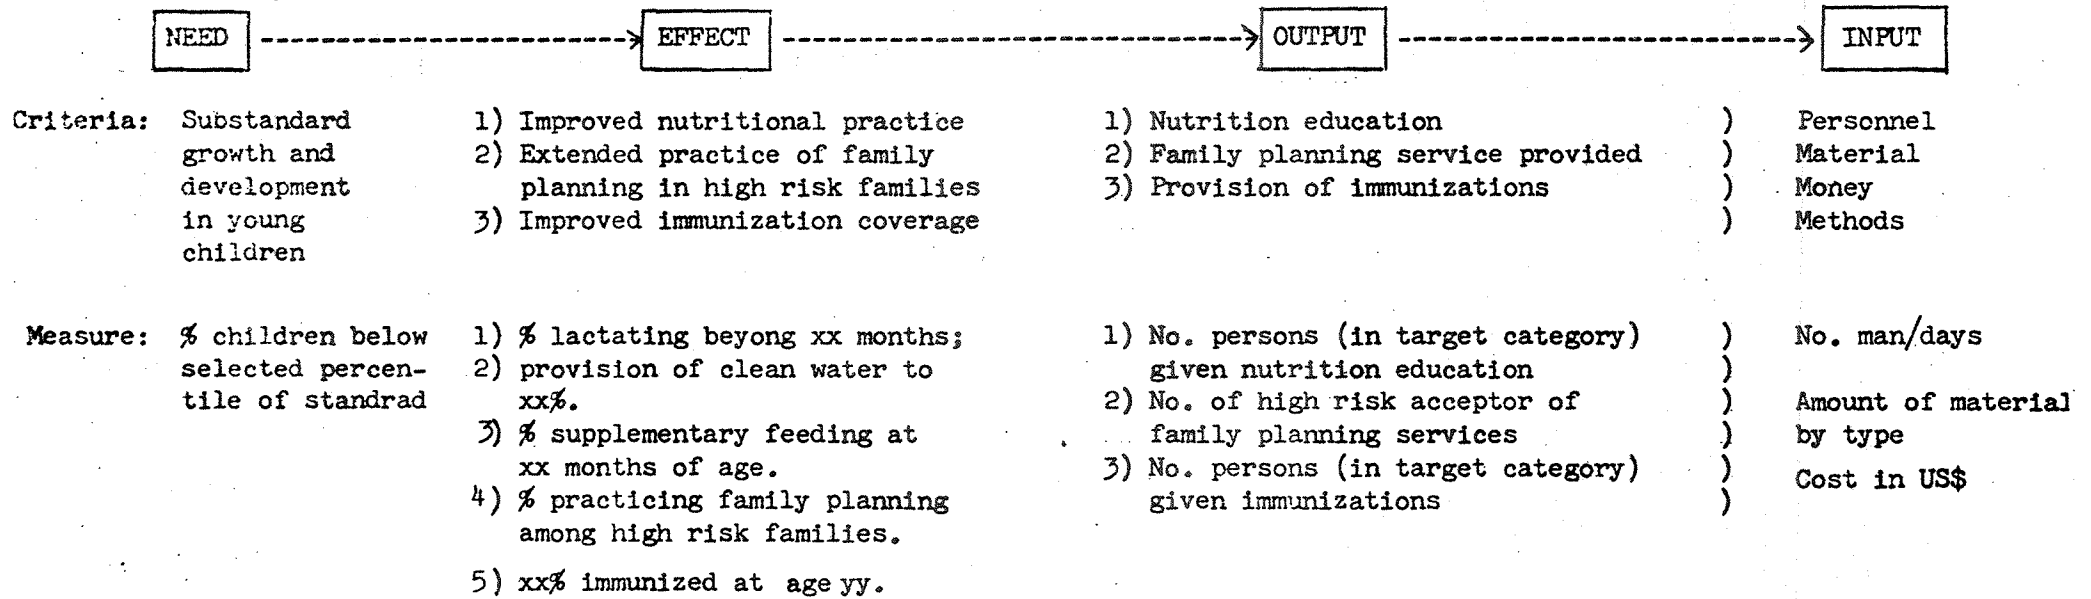 NEED EFFECT OUTPUT INPUT
Criteria: Substandard
growth and
development
in young
children
1) Improved nutritional practice
2) Extended practice of family
planning in high risk families
3) Improved immunization coverage
1) Nutrition education )
2) Family planning service provided )
3) Provision of immunizations )
)
Personnel
Material
Money
Methods
Measure: % children below
selected percen-
tile of standrad
1) % lactating beyong xx months;
2) provision of clean water to
xx%.
3) % supplementary feeding at
xx months of age.
4) % practicing family planning
among high risk families.
5) xx% immunized at age yy.
1) No. persons (in target category) )
given nutrition education )
2) No. of high risk acceptor of )
family planning services )
3) No. persons (in target category) )
given immunizations )
No. man/days
Amount of material
by type
Cost in US$